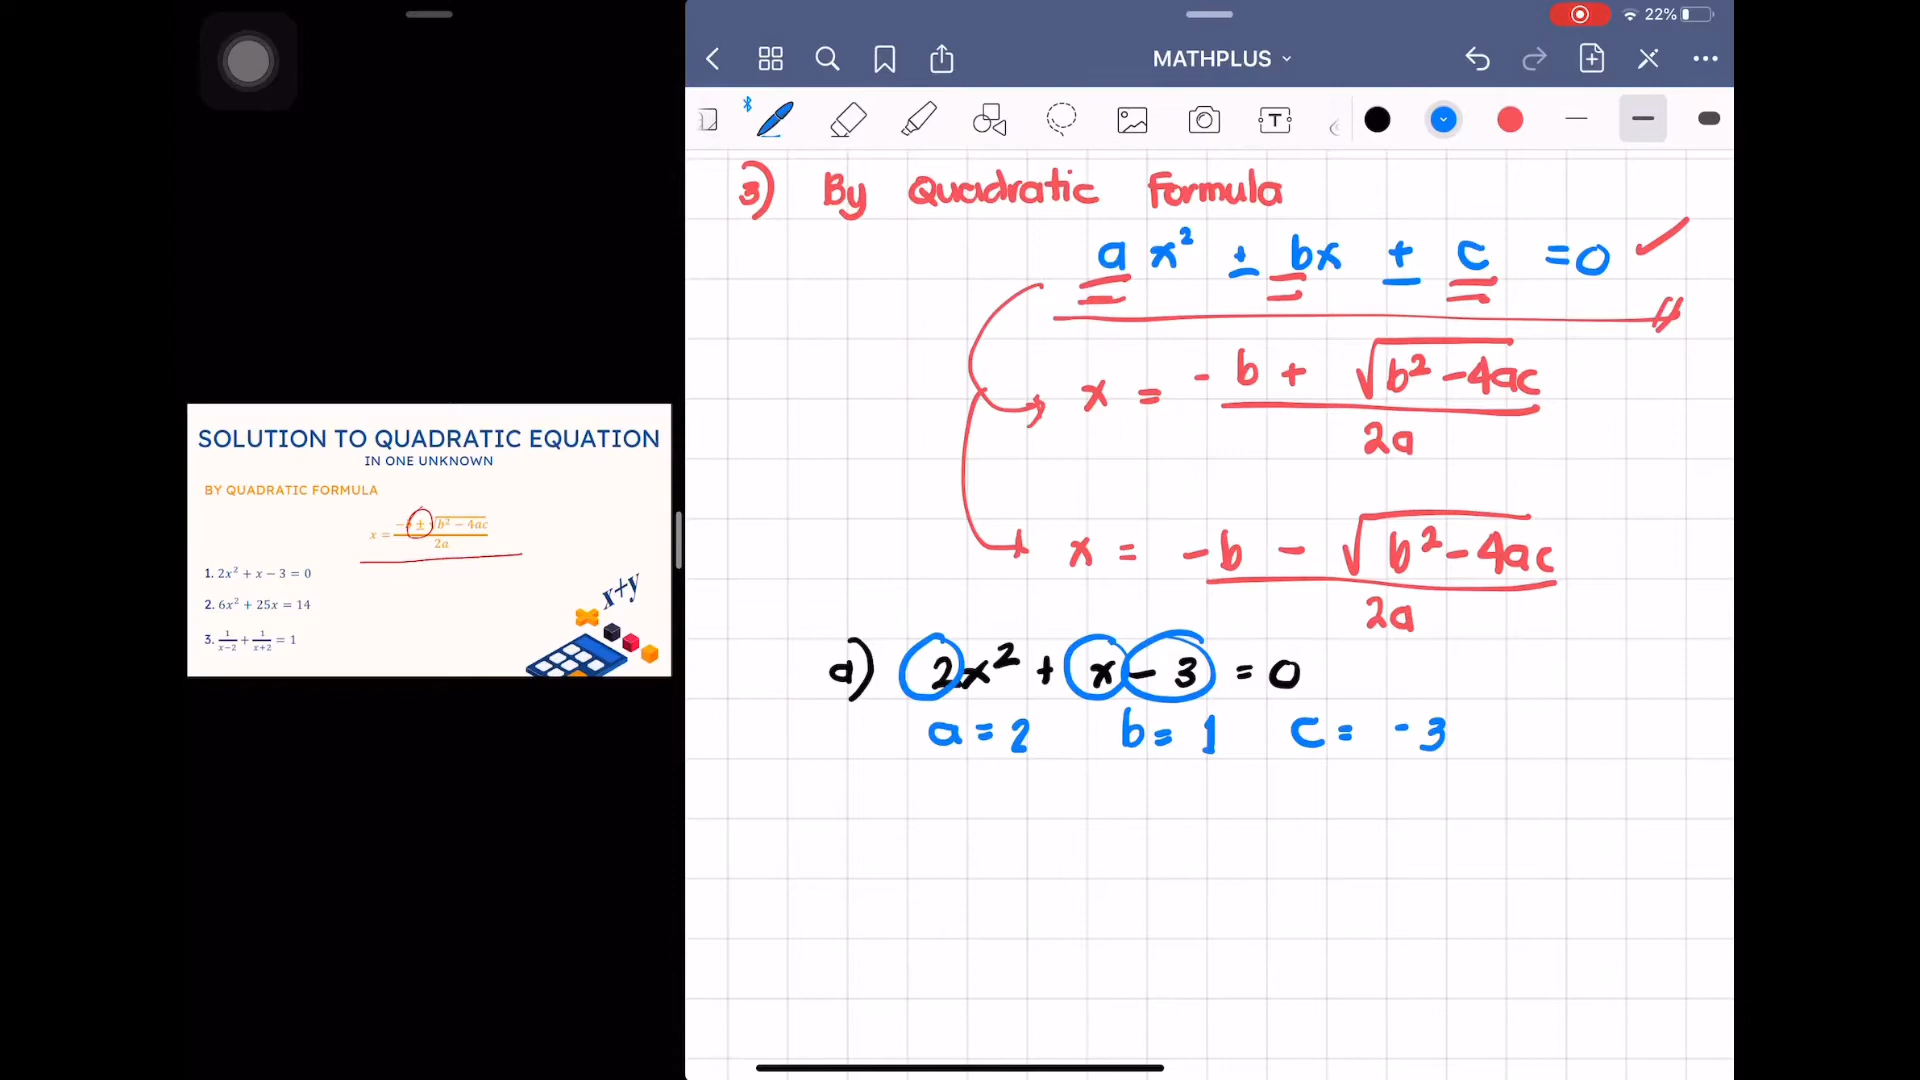 22%
MATHPLUS
T
3) By Quadratic Formula
ax² ± bx ± c = 0 ✓
x = -b + √(b² - 4ac) / 2a
x = -b - √(b² - 4ac) / 2a
a) 2x² + x - 3 = 0
a = 2 b = 1 c = -3
SOLUTION TO QUADRATIC EQUATION
IN ONE UNKNOWN
BY QUADRATIC FORMULA
x = -b ± √(b² − 4ac) / 2a
1. 2x² + x − 3 = 0
2. 6x² + 25x = 14
3. 1/(x−2) + 1/(x+2) = 1
x+y